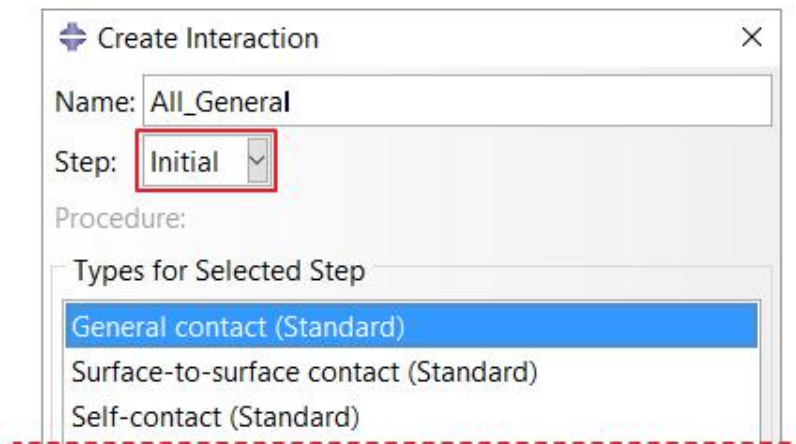 Create Interaction
Name: All_General
Step: Initial
Procedure:
Types for Selected Step
General contact (Standard)
Surface-to-surface contact (Standard)
Self-contact (Standard)